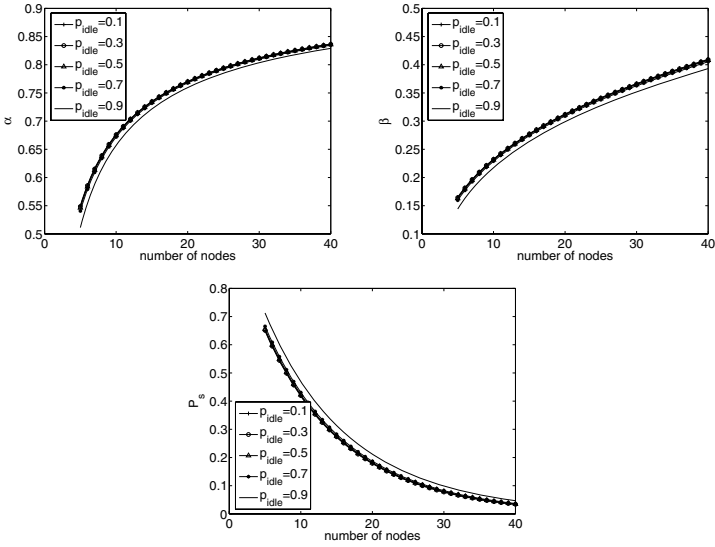 0.9
0.85
0.8
0.75
0.7
0.65
0.6
0.55
0.5
α
p_idle=0.1
p_idle=0.3
p_idle=0.5
p_idle=0.7
p_idle=0.9
0 10 20 30 40
number of nodes
0.5
0.45
0.4
0.35
0.3
0.25
0.2
0.15
0.1
β
p_idle=0.1
p_idle=0.3
p_idle=0.5
p_idle=0.7
p_idle=0.9
0 10 20 30 40
number of nodes
0.8
0.7
0.6
0.5
0.4
0.3
0.2
0.1
0
P_s
p_idle=0.1
p_idle=0.3
p_idle=0.5
p_idle=0.7
p_idle=0.9
0 10 20 30 40
number of nodes